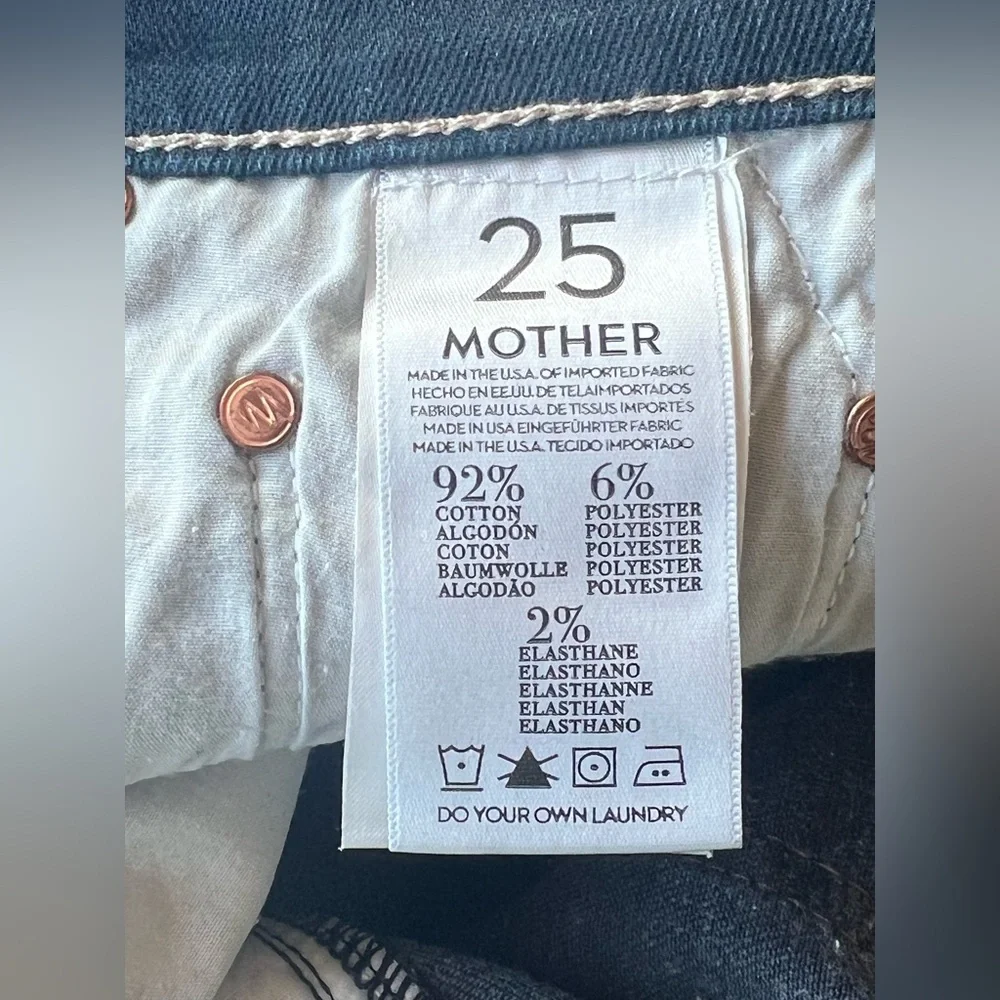 25
MOTHER
MADE IN THE U.S.A. OF IMPORTED FABRIC
HECHO EN EE.UU. DE TELA IMPORTADOS
FABRIQUE AU U.S.A. DE TISSUS IMPORTES
MADE IN USA EINGEFÜHRTER FABRIC
MADE IN THE U.S.A. TECIDO IMPORTADO
92% 6%
COTTON POLYESTER
ALGODÓN POLYESTER
COTON POLYESTER
BAUMWOLLE POLYESTER
ALGODÃO POLYESTER
2%
ELASTHANE
ELASTHANO
ELASTHANNE
ELASTHAN
ELASTHANO
DO YOUR OWN LAUNDRY
M
M